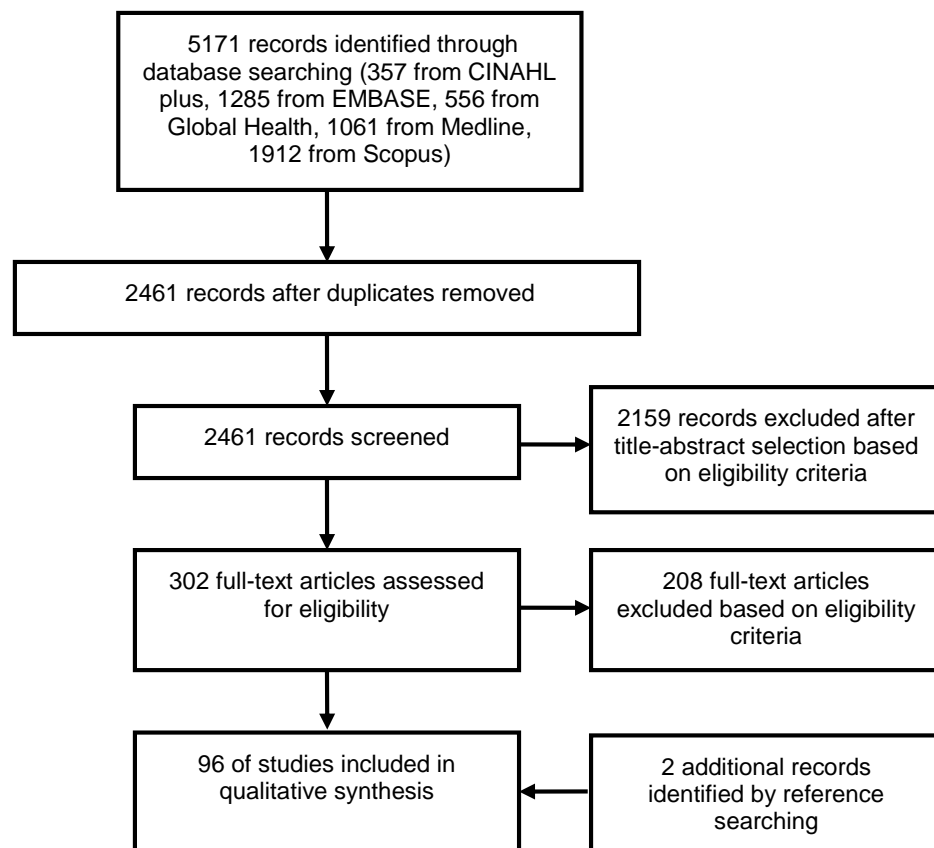 5171 records identified through
database searching (357 from CINAHL
plus, 1285 from EMBASE, 556 from
Global Health, 1061 from Medline,
1912 from Scopus)
2461 records after duplicates removed
2461 records screened
2159 records excluded after
title-abstract selection based
on eligibility criteria
302 full-text articles assessed
for eligibility
208 full-text articles
excluded based on eligibility
criteria
96 of studies included in
qualitative synthesis
2 additional records
identified by reference
searching